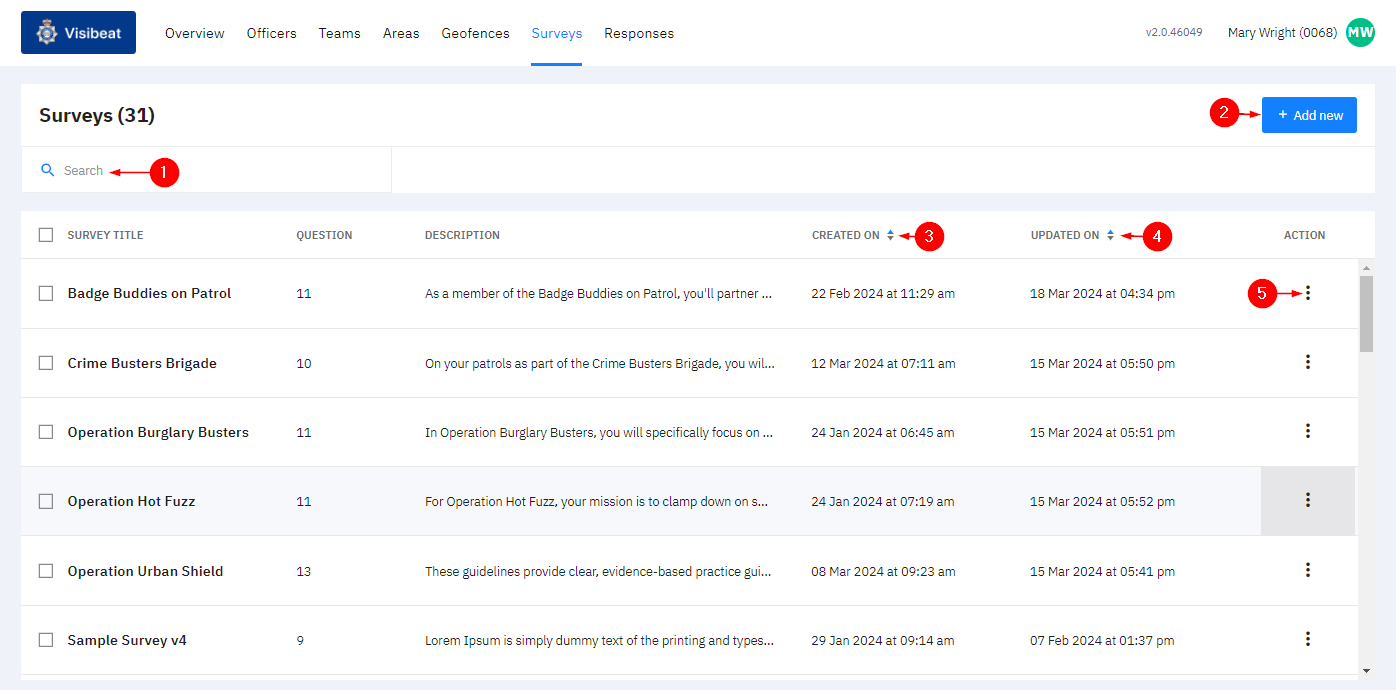 Visibeat Overview Officers Teams Areas Geofences Surveys Responses v2.0.46049 Mary Wright (0068) MW
Surveys (31) 2 + Add new
Search 1
SURVEY TITLE QUESTION DESCRIPTION CREATED ON 3 UPDATED ON 4 ACTION
Badge Buddies on Patrol 11 As a member of the Badge Buddies on Patrol, you'll partner ... 22 Feb 2024 at 11:29 am 18 Mar 2024 at 04:34 pm 5
Crime Busters Brigade 10 On your patrols as part of the Crime Busters Brigade, you wil... 12 Mar 2024 at 07:11 am 15 Mar 2024 at 05:50 pm
Operation Burglary Busters 11 In Operation Burglary Busters, you will specifically focus on ... 24 Jan 2024 at 06:45 am 15 Mar 2024 at 05:51 pm
Operation Hot Fuzz 11 For Operation Hot Fuzz, your mission is to clamp down on s... 24 Jan 2024 at 07:19 am 15 Mar 2024 at 05:52 pm
Operation Urban Shield 13 These guidelines provide clear, evidence-based practice gui... 08 Mar 2024 at 09:23 am 15 Mar 2024 at 05:41 pm
Sample Survey v4 9 Lorem Ipsum is simply dummy text of the printing and types... 29 Jan 2024 at 09:14 am 07 Feb 2024 at 01:37 pm